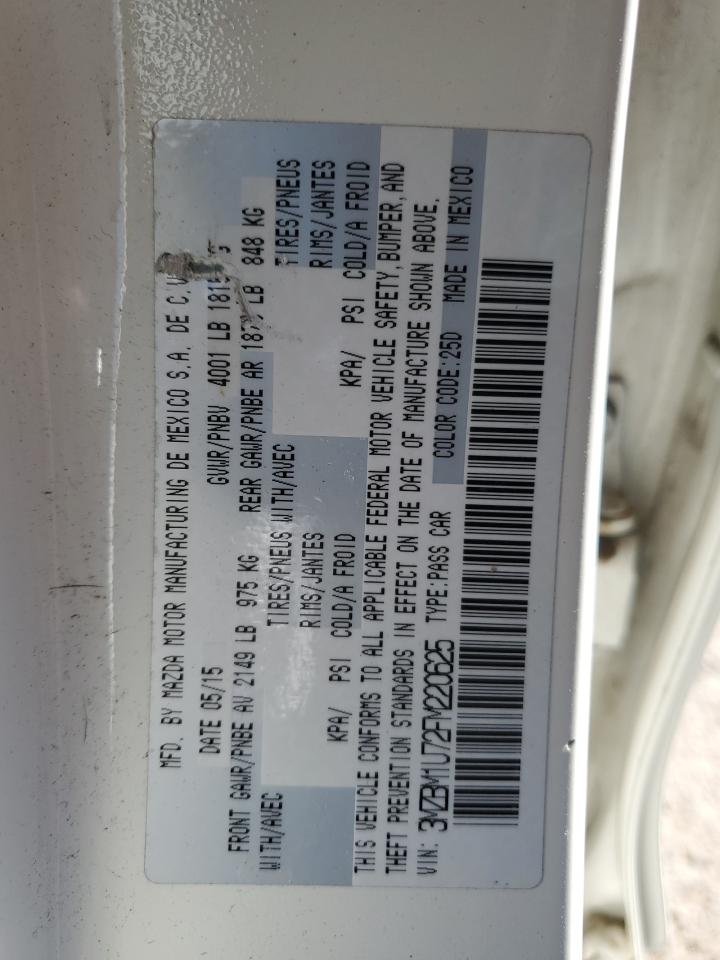 MFD. BY MAZDA MOTOR MANUFACTURING DE MEXICO S.A. DE C.V.
DATE 05/15 GVWR/PNBV 4001 LB
FRONT GAWR/PNBE AV 2149 LB 975 KG REAR GAWR/PNBE AR LB 848 KG
WITH/AVEC TIRES/PNEUS WITH/AVEC TIRES/PNEUS
RIMS/JANTES RIMS/JANTES
KPA/ PSI COLD/A FROID KPA/ PSI COLD/A FROID
THIS VEHICLE CONFORMS TO ALL APPLICABLE FEDERAL MOTOR VEHICLE SAFETY, BUMPER, AND
THEFT PREVENTION STANDARDS IN EFFECT ON THE DATE OF MANUFACTURE SHOWN ABOVE.
VIN: 3MZBM1U72FM220625 TYPE:PASS CAR COLOR CODE:25D MADE IN MEXICO